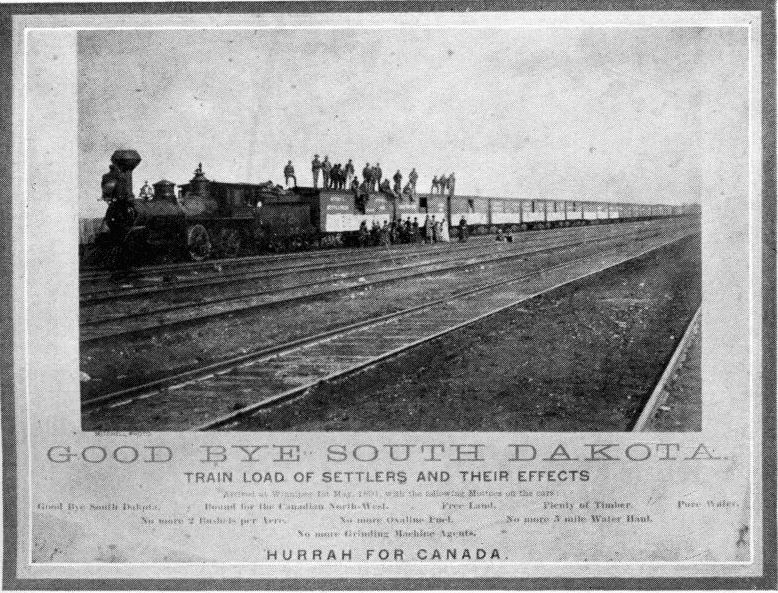 GOOD BYE SOUTH DAKOTA.
TRAIN LOAD OF SETTLERS AND THEIR EFFECTS
Arrived at Winnipeg 1st May, 1891, with the following Mottoes on the cars:
Good Bye South Dakota. Bound for the Canadian North-West. Free Land. Plenty of Timber. Pure Water.
No more 2 Bushels per Acre. No more Oxaline Fuel. No more 5 mile Water Haul.
No more Grinding Machine Agents.
HURRAH FOR CANADA.